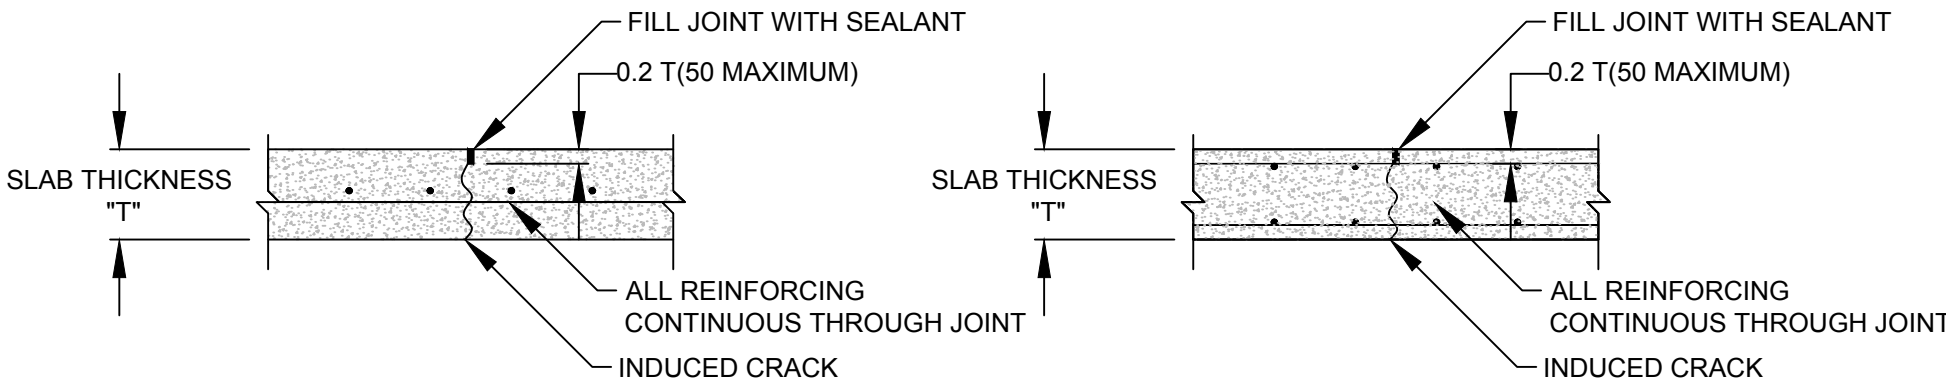 FILL JOINT WITH SEALANT
0.2 T(50 MAXIMUM)
SLAB THICKNESS
"T"
ALL REINFORCING
CONTINUOUS THROUGH JOINT
INDUCED CRACK
FILL JOINT WITH SEALANT
0.2 T(50 MAXIMUM)
SLAB THICKNESS
"T"
ALL REINFORCING
CONTINUOUS THROUGH JOINT
INDUCED CRACK